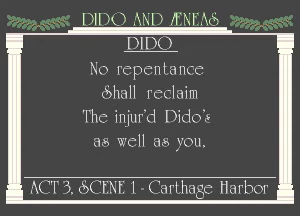 DIDO AND ÆNEAS
DIDO
No repentance
Shall reclaim
The injur'd Dido's
as well as you,
ACT 3, SCENE 1 - Carthage Harbor